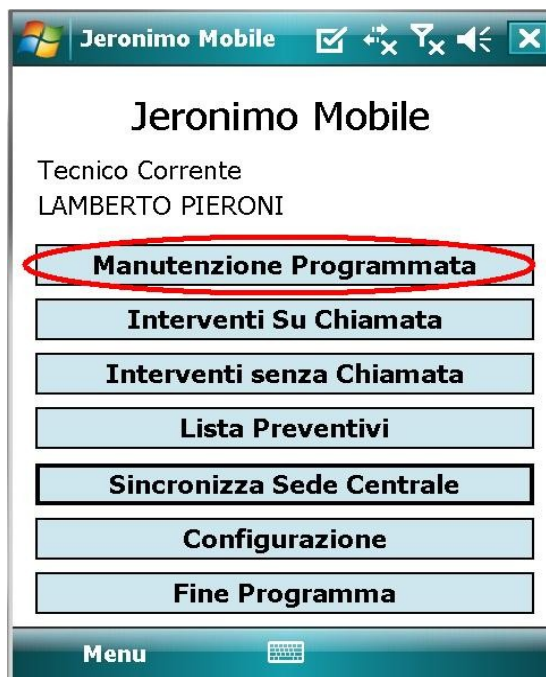 Jeronimo Mobile
Jeronimo Mobile
Tecnico Corrente
LAMBERTO PIERONI
Manutenzione Programmata
Interventi Su Chiamata
Interventi senza Chiamata
Lista Preventivi
Sincronizza Sede Centrale
Configurazione
Fine Programma
Menu